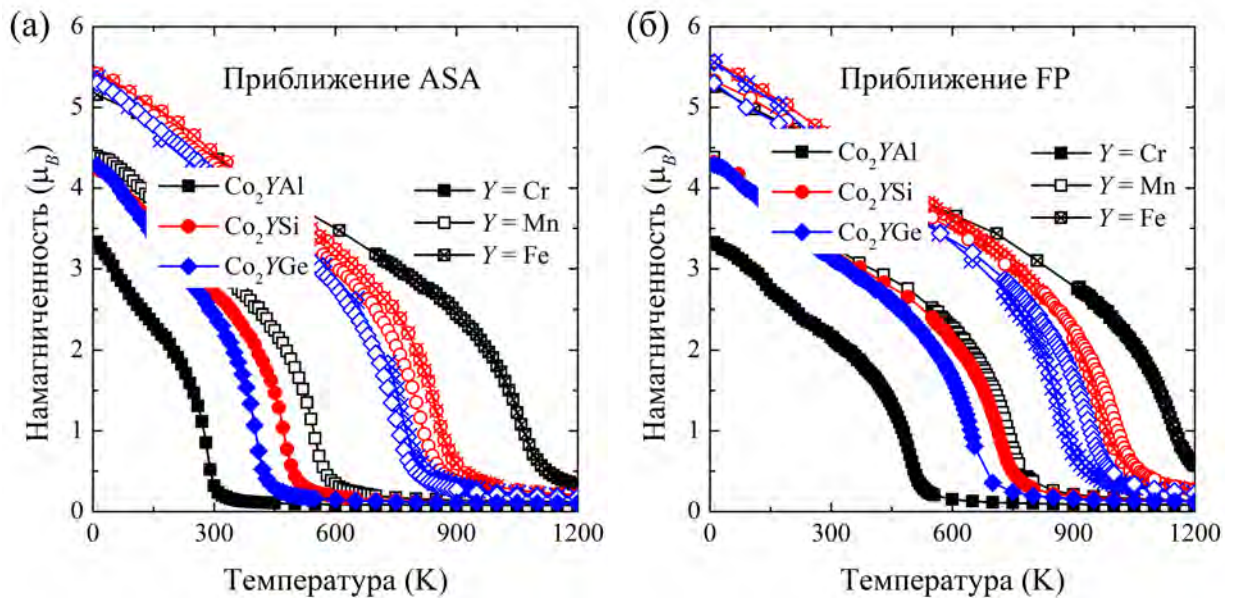 (а)
Приближение ASA
Намагниченность (μ_B)
6
5
4
3
2
1
0
Co₂YAl
Co₂YSi
Co₂YGe
Y = Cr
Y = Mn
Y = Fe
0 300 600 900 1200
Температура (K)
(б)
Приближение FP
Намагниченность (μ_B)
6
5
4
3
2
1
0
Co₂YAl
Co₂YSi
Co₂YGe
Y = Cr
Y = Mn
Y = Fe
0 300 600 900 1200
Температура (K)